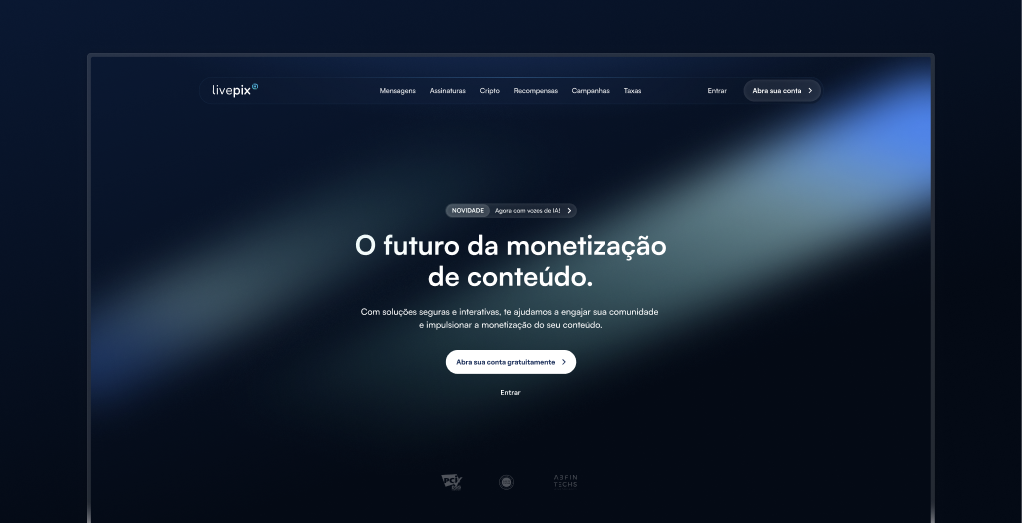 livepix
Mensagens Assinaturas Cripto Recompensas Campanhas Taxas Entrar Abra sua conta
NOVIDADE Agora com vozes de IA!
O futuro da monetização
de conteúdo.
Com soluções seguras e interativas, te ajudamos a engajar sua comunidade
e impulsionar a monetização do seu conteúdo.
Abra sua conta gratuitamente
Entrar
PCI
ABFIN
TECHS